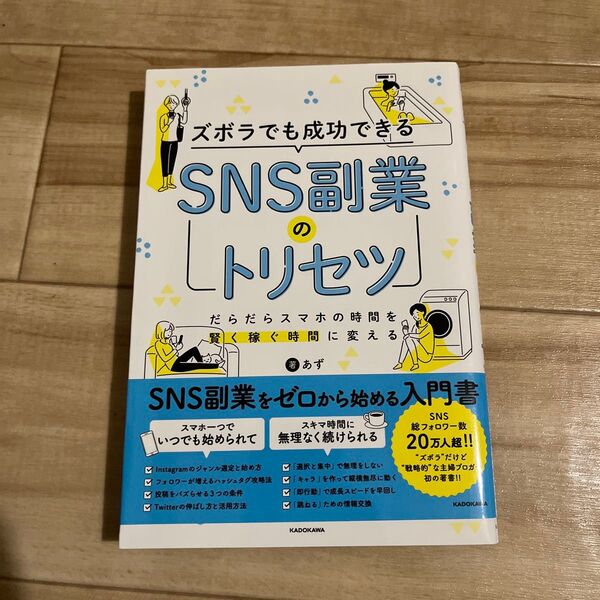 ズボラでも成功できる
SNS副業
の
トリセツ
だらだらスマホの時間を
賢く稼ぐ時間に変える
著 あず
SNS副業をゼロから始める入門書
スマホ一つで
いつでも始められて
Instagramのジャンル選定と始め方
フォロワーが増えるハッシュタグ攻略法
投稿をバズらせる3つの条件
Twitterの伸ばし方と活用方法
スキマ時間に
無理なく続けられる
「選択と集中」で無理をしない
「キャラ」を作って縦横無尽に動く
「即行動」で成長スピードを早回し
「跳ねる」ための情報交換
SNS
総フォロワー数
20万人超!!
"ズボラ"だけど
"戦略的"な主婦ブロガー
初の著書!!
KADOKAWA
KADOKAWA